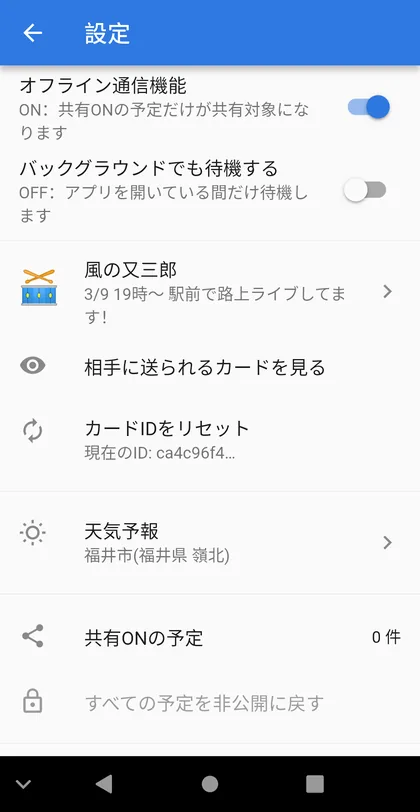 設定
オフライン通信機能
ON: 共有ONの予定だけが共有対象にな
ります
バックグラウンドでも待機する
OFF: アプリを開いている間だけ待機し
ます
風の又三郎
3/9 19時〜 駅前で路上ライブしてま
す!
相手に送られるカードを見る
カードIDをリセット
現在のID: ca4c96f4…
天気予報
福井市(福井県 嶺北)
共有ONの予定 0 件
すべての予定を非公開に戻す